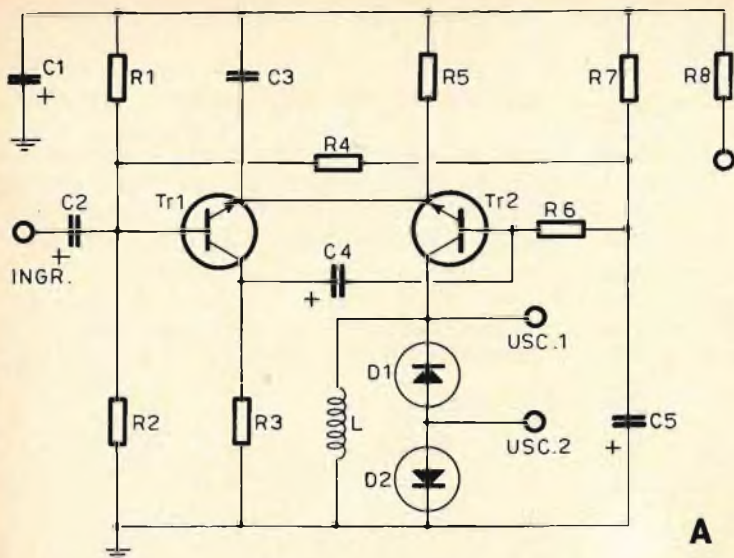 C1
+
R1
C3
R5
R7
R8
R4
Tr1
Tr2
C2
+
INGR.
R6
C4
+
USC.1
D1
R2
R3
L
USC.2
C5
+
D2
A